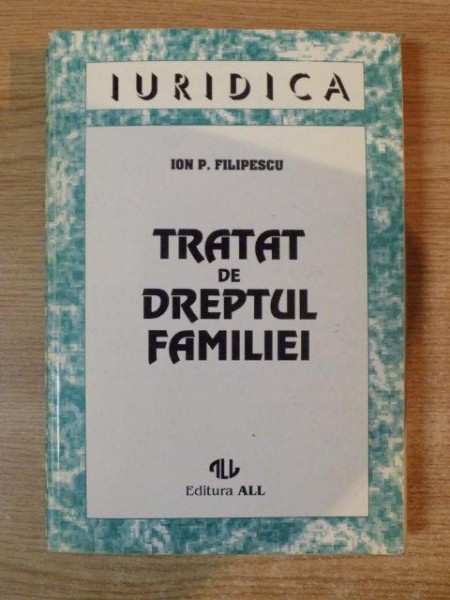 IURIDICA
ION P. FILIPESCU
TRATAT
DE
DREPTUL
FAMILIEI
ALL
Editura ALL